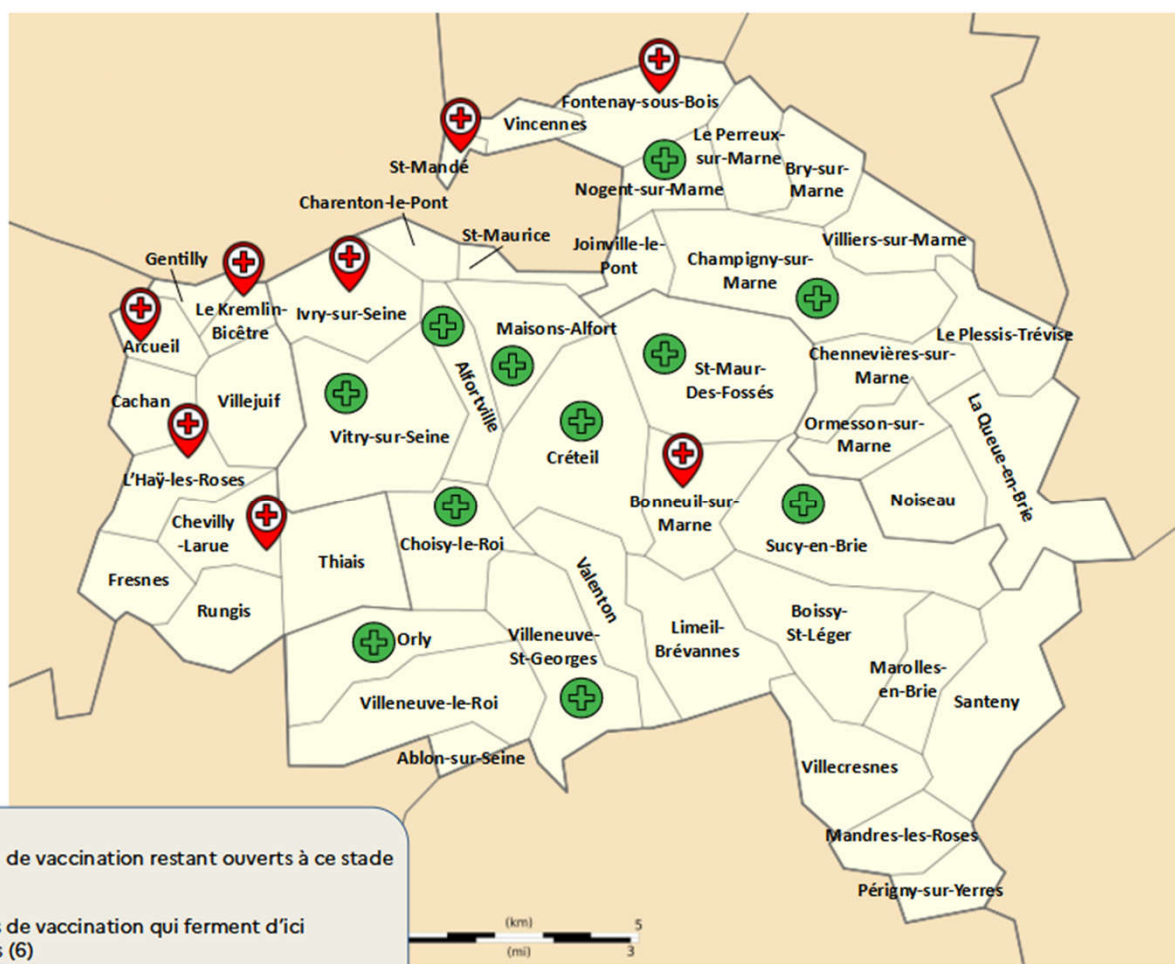 Fontenay-sous-Bois
Vincennes
Le Perreux-
sur-Marne
St-Mandé
Bry-sur-
Marne
Nogent-sur-Marne
Charenton-le-Pont
St-Maurice
Joinville-le-
Pont
Villiers-sur-Marne
Gentilly
Champigny-sur-
Marne
Le Kremlin-
Bicêtre
Ivry-sur-Seine
Maisons-Alfort
Le Plessis-Trévise
Arcueil
Chennevières-sur-
Marne
St-Maur-
Des-Fossés
Alfortville
Cachan
Villejuif
La Queue-en-Brie
Vitry-sur-Seine
Ormesson-sur-
Marne
Créteil
L'Haÿ-les-Roses
Bonneuil-sur-
Marne
Noiseau
Chevilly
-Larue
Choisy-le-Roi
Sucy-en-Brie
Thiais
Fresnes
Valenton
Rungis
Boissy-
St-Léger
Orly
Villeneuve-
St-Georges
Limeil-
Brévannes
Marolles-
en-Brie
Villeneuve-le-Roi
Santeny
Ablon-sur-Seine
Villecresnes
Mandres-les-Roses
Périgny-sur-Yerres
de vaccination restant ouverts à ce stade
de vaccination qui ferment d'ici
(6)
(km) 5
(mi) 3